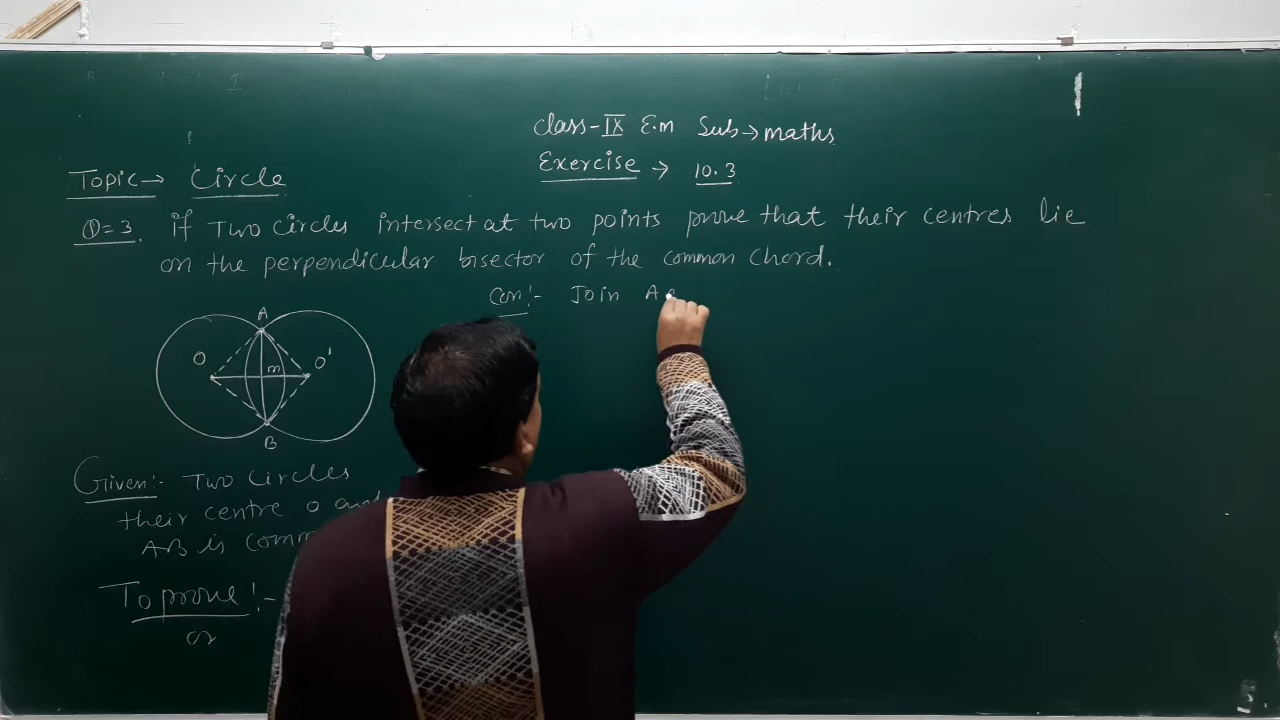 Class-IX E.m Sub→maths
Exercise → 10.3
Topic→ Circle
Q=3. if Two Circles intersect at two points prove that their centres lie
on the perpendicular bisector of the common Chord.
Con!- Join A
A
O m O'
B
Given:- Two Circles
their centre O and
AB is comm
To prove!-
or